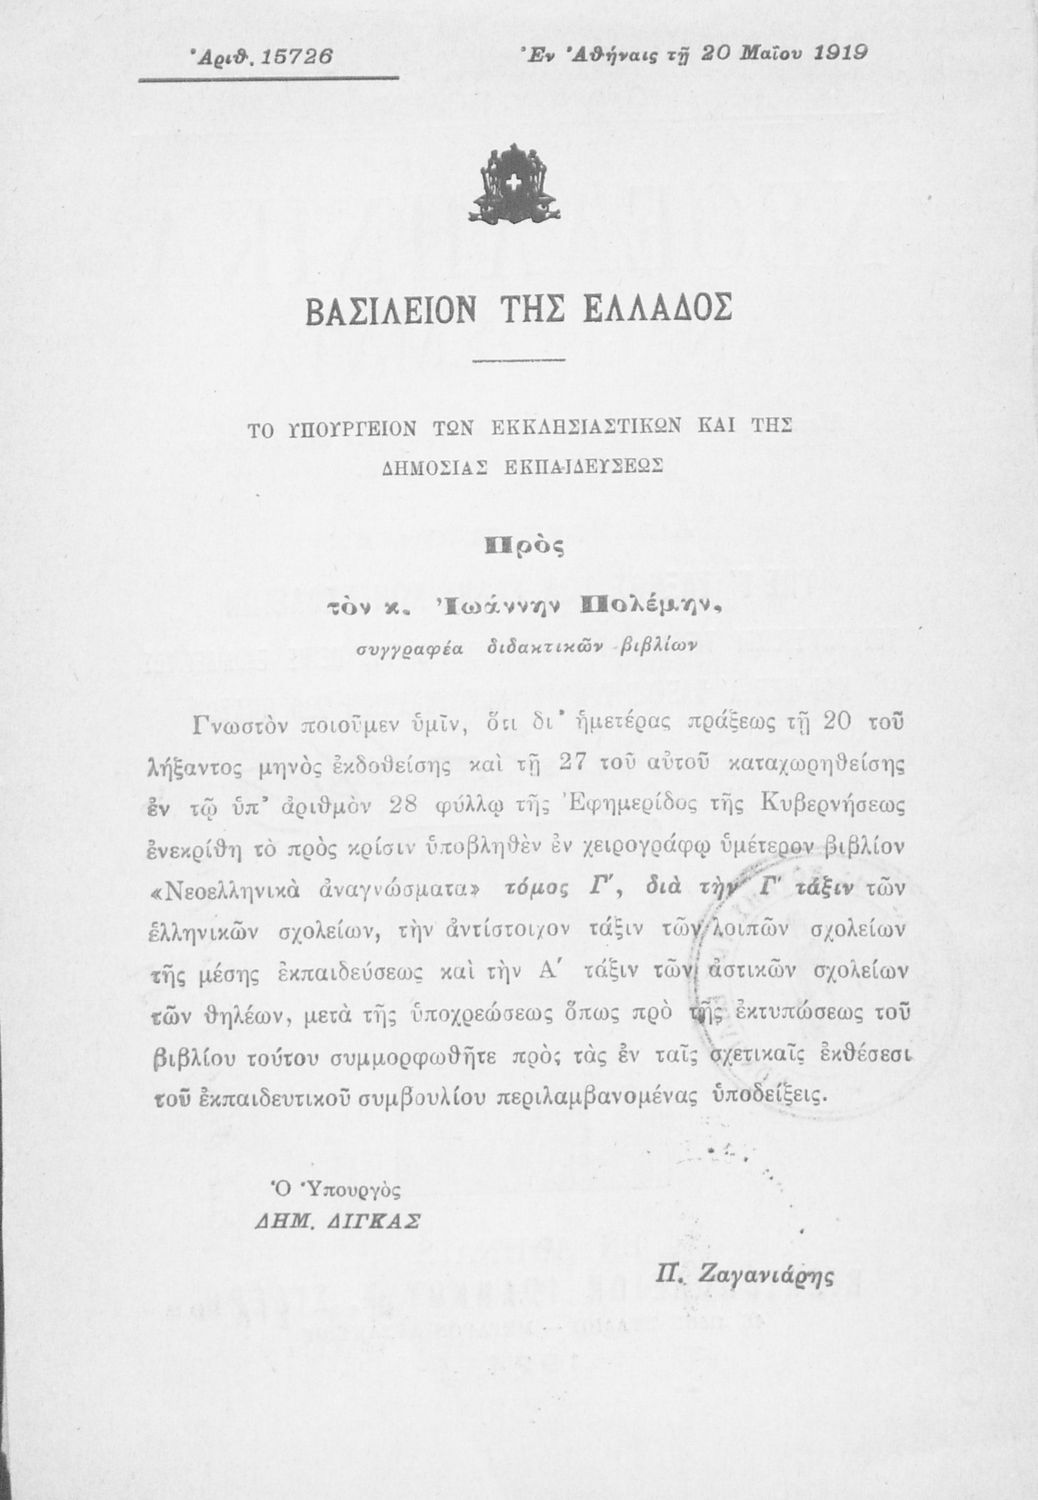 Ἀριθ. 15726
Ἐν Ἀθήναις τῇ 20 Μαΐου 1919
ΒΑΣΙΛΕΙΟΝ ΤΗΣ ΕΛΛΑΔΟΣ
ΤΟ ΥΠΟΥΡΓΕΙΟΝ ΤΩΝ ΕΚΚΛΗΣΙΑΣΤΙΚΩΝ ΚΑΙ ΤΗΣ
ΔΗΜΟΣΙΑΣ ΕΚΠΑΙΔΕΥΣΕΩΣ
Πρὸς
τὸν κ. Ἰωάννην Πολέμην,
συγγραφέα διδακτικῶν βιβλίων
Γνωστὸν ποιοῦμεν ὑμῖν, ὅτι δι' ἡμετέρας πράξεως τῇ 20 τοῦ
λήξαντος μηνὸς ἐκδοθείσης καὶ τῇ 27 τοῦ αὐτοῦ καταχωρηθείσης
ἐν τῷ ὑπ' ἀριθμὸν 28 φύλλῳ τῆς Ἐφημερίδος τῆς Κυβερνήσεως
ἐνεκρίθη τὸ πρὸς κρίσιν ὑποβληθὲν ἐν χειρογράφῳ ὑμέτερον βιβλίον
«Νεοελληνικὰ ἀναγνώσματα» τόμος Γ', διὰ τὴν Γ' τάξιν τῶν
ἑλληνικῶν σχολείων, τὴν ἀντίστοιχον τάξιν τῶν λοιπῶν σχολείων
τῆς μέσης ἐκπαιδεύσεως καὶ τὴν Α' τάξιν τῶν ἀστικῶν σχολείων
τῶν θηλέων, μετὰ τῆς ὑποχρεώσεως ὅπως πρὸ τῆς ἐκτυπώσεως τοῦ
βιβλίου τούτου συμμορφωθῆτε πρὸς τὰς ἐν ταῖς σχετικαῖς ἐκθέσεσι
τοῦ ἐκπαιδευτικοῦ συμβουλίου περιλαμβανομένας ὑποδείξεις.
Ὁ Ὑπουργὸς
ΔΗΜ. ΔΙΓΚΑΣ
Π. Ζαγανιάρης